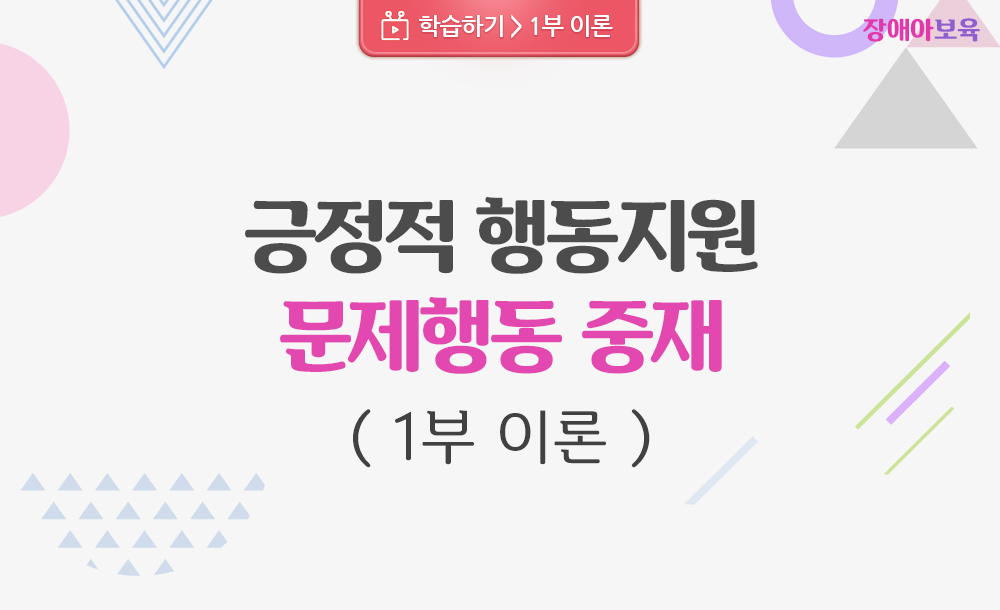 학습하기 > 1부 이론
장애아보육
긍정적 행동지원
문제행동 중재
( 1부 이론 )